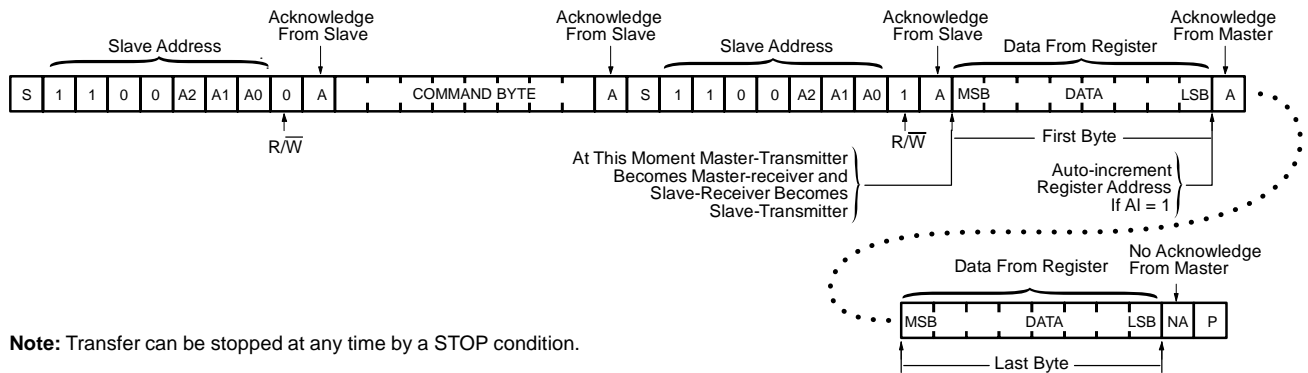 Acknowledge
From Slave
Acknowledge
From Slave
Acknowledge
From Slave
Acknowledge
From Master
Slave Address
Slave Address
Data From Register
S 1 1 0 0 A2 A1 A0 0 A COMMAND BYTE A S 1 1 0 0 A2 A1 A0 1 A MSB DATA LSB A
R/W̅
R/W̅
First Byte
At This Moment Master-Transmitter
Becomes Master-receiver and
Slave-Receiver Becomes
Slave-Transmitter
Auto-increment
Register Address
If AI = 1
Data From Register
No Acknowledge
From Master
MSB DATA LSB NA P
Last Byte
Note: Transfer can be stopped at any time by a STOP condition.